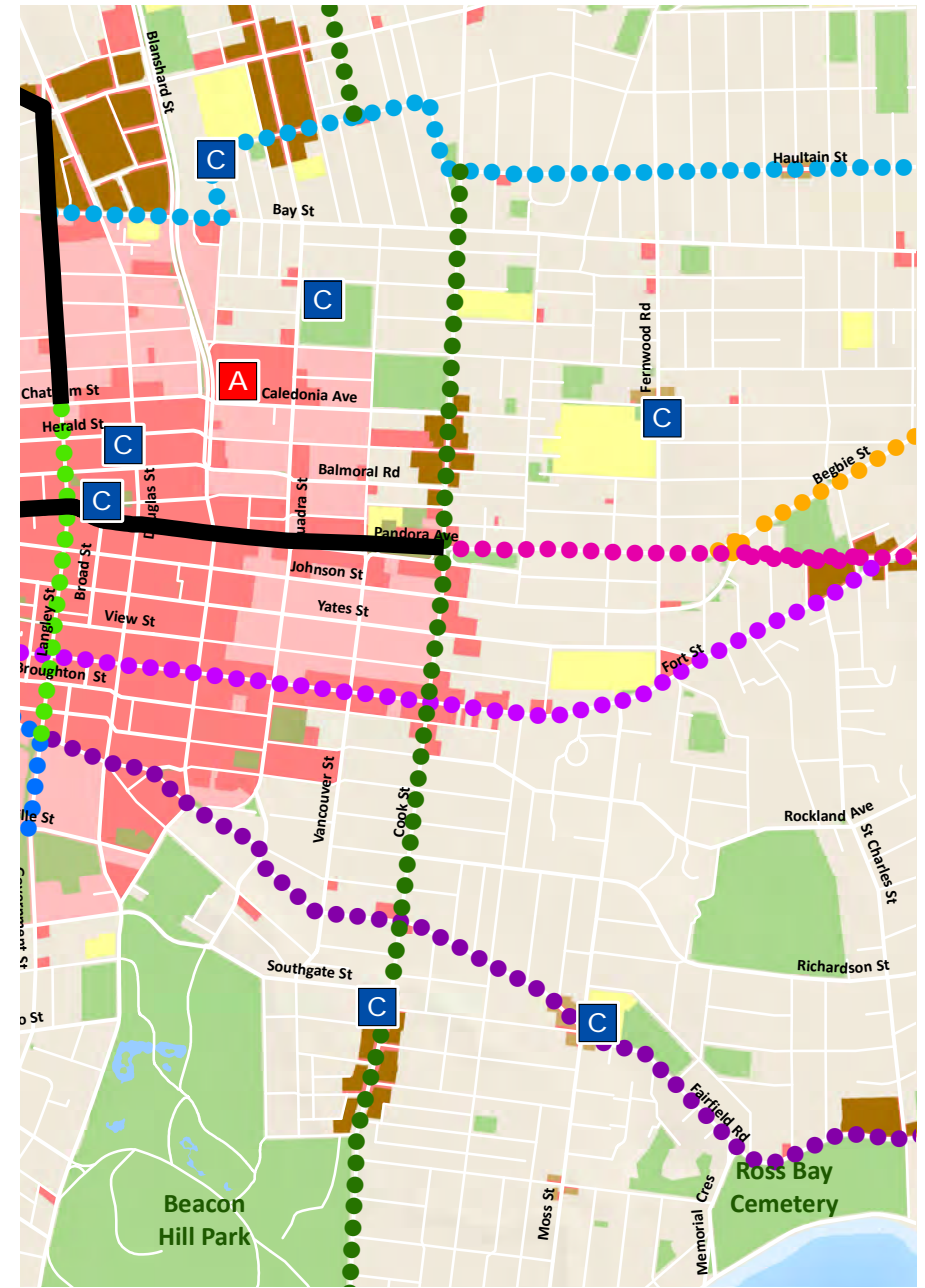 Blanshard St
C
Haultain St
Bay St
C
Fernwood Rd
A
Chatham St
Caledonia Ave
C
Herald St
C
Balmoral Rd
Begbie St
C
Douglas St
Pandora Ave
Johnson St
Broad St
Yates St
View St
Langley St
Fort St
Broughton St
Vancouver St
Cook St
Rockland Ave
St Charles St
Southgate St
Richardson St
C
C
Fairfield Rd
Ross Bay
Cemetery
Beacon
Hill Park
Moss St
Memorial Cres